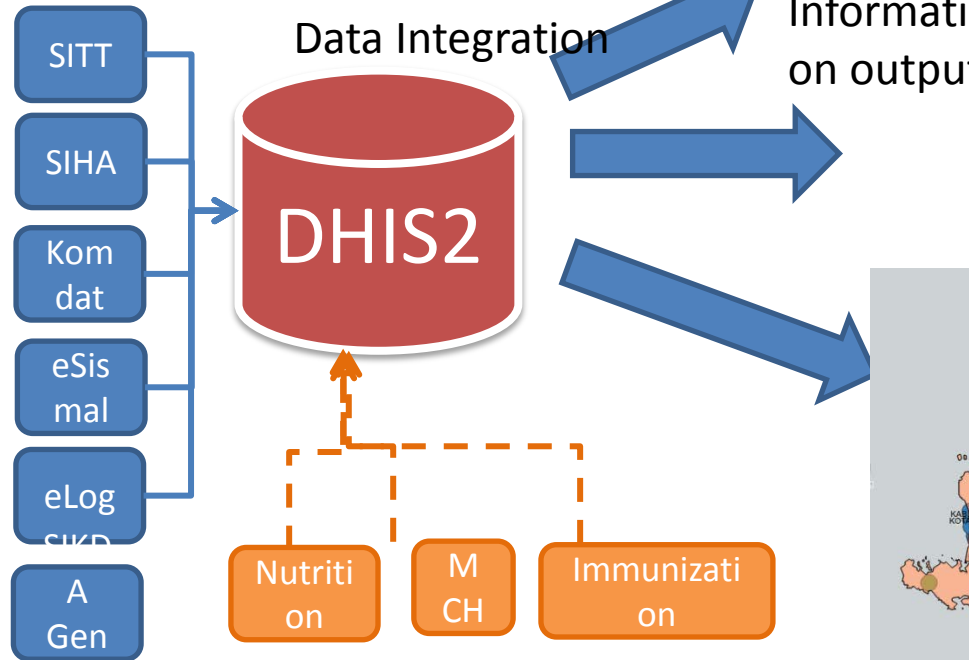 Data Integration
Informati
on output
SITT
SIHA
Kom
dat
eSis
mal
eLog
SIKD
A
Gen
DHIS2
Nutriti
on
M
CH
Immunizati
on